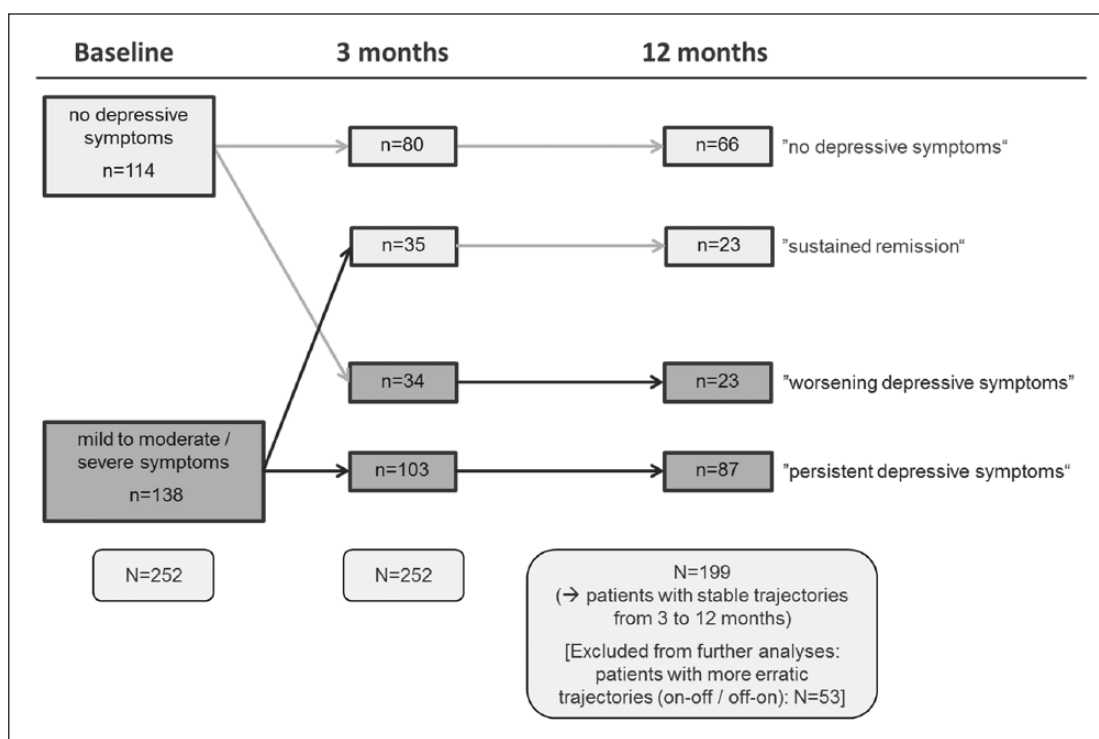 Baseline
3 months
12 months
no depressive
symptoms
n=114
n=80
n=66
”no depressive symptoms“
n=35
n=23
”sustained remission“
n=34
n=23
”worsening depressive symptoms”
mild to moderate /
severe symptoms
n=138
n=103
n=87
”persistent depressive symptoms“
N=252
N=252
N=199
(→ patients with stable trajectories
from 3 to 12 months)
[Excluded from further analyses:
patients with more erratic
trajectories (on-off / off-on): N=53]